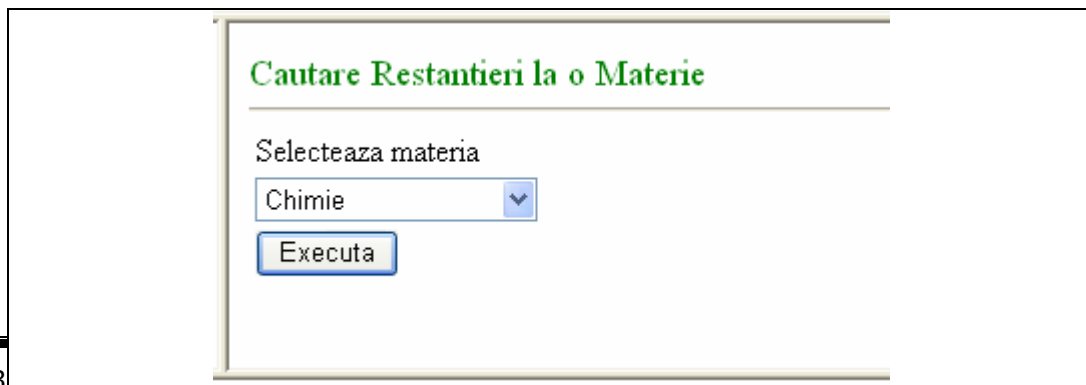 Cautare Restantieri la o Materie
Selecteaza materia
Chimie
Executa